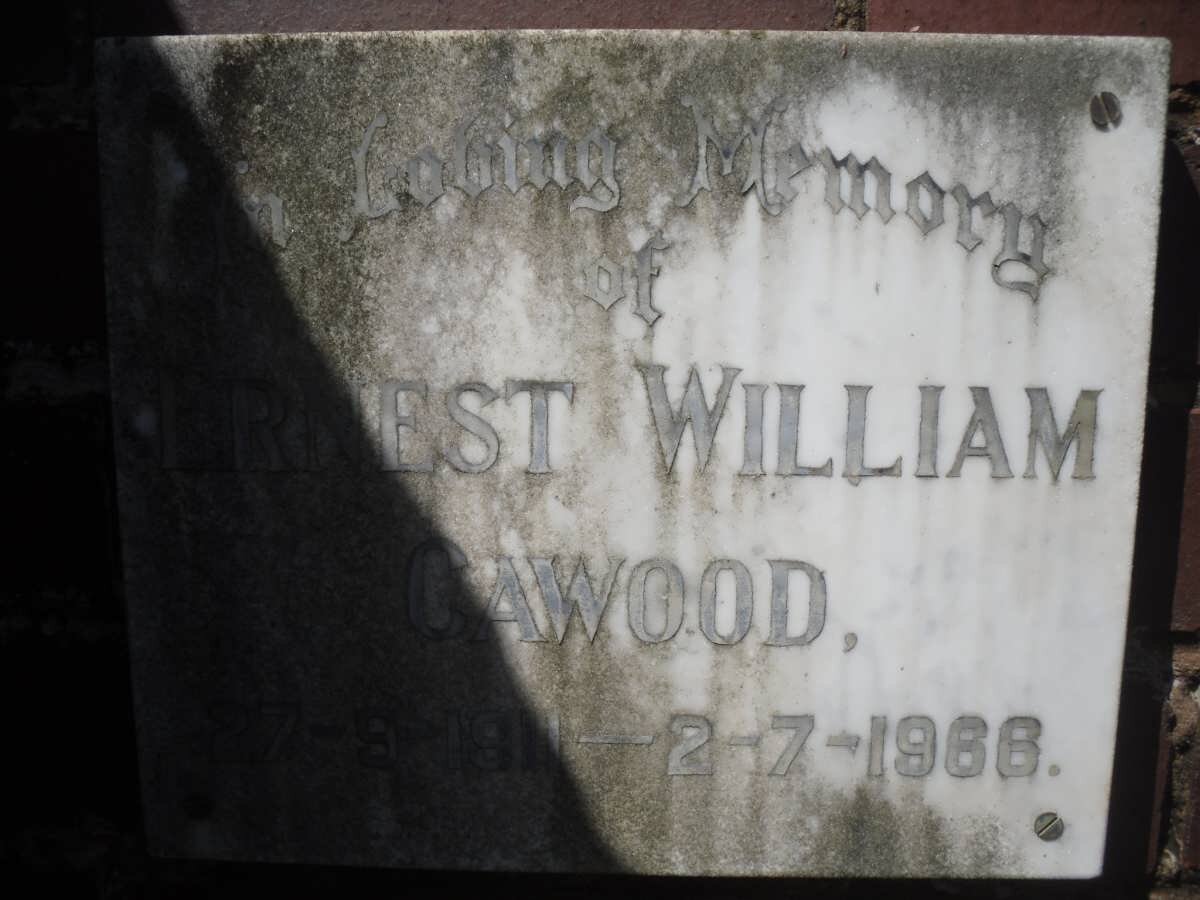 In Loving Memory
of
ERNEST WILLIAM
CAWOOD,
27-9-1911 — 2-7-1966.